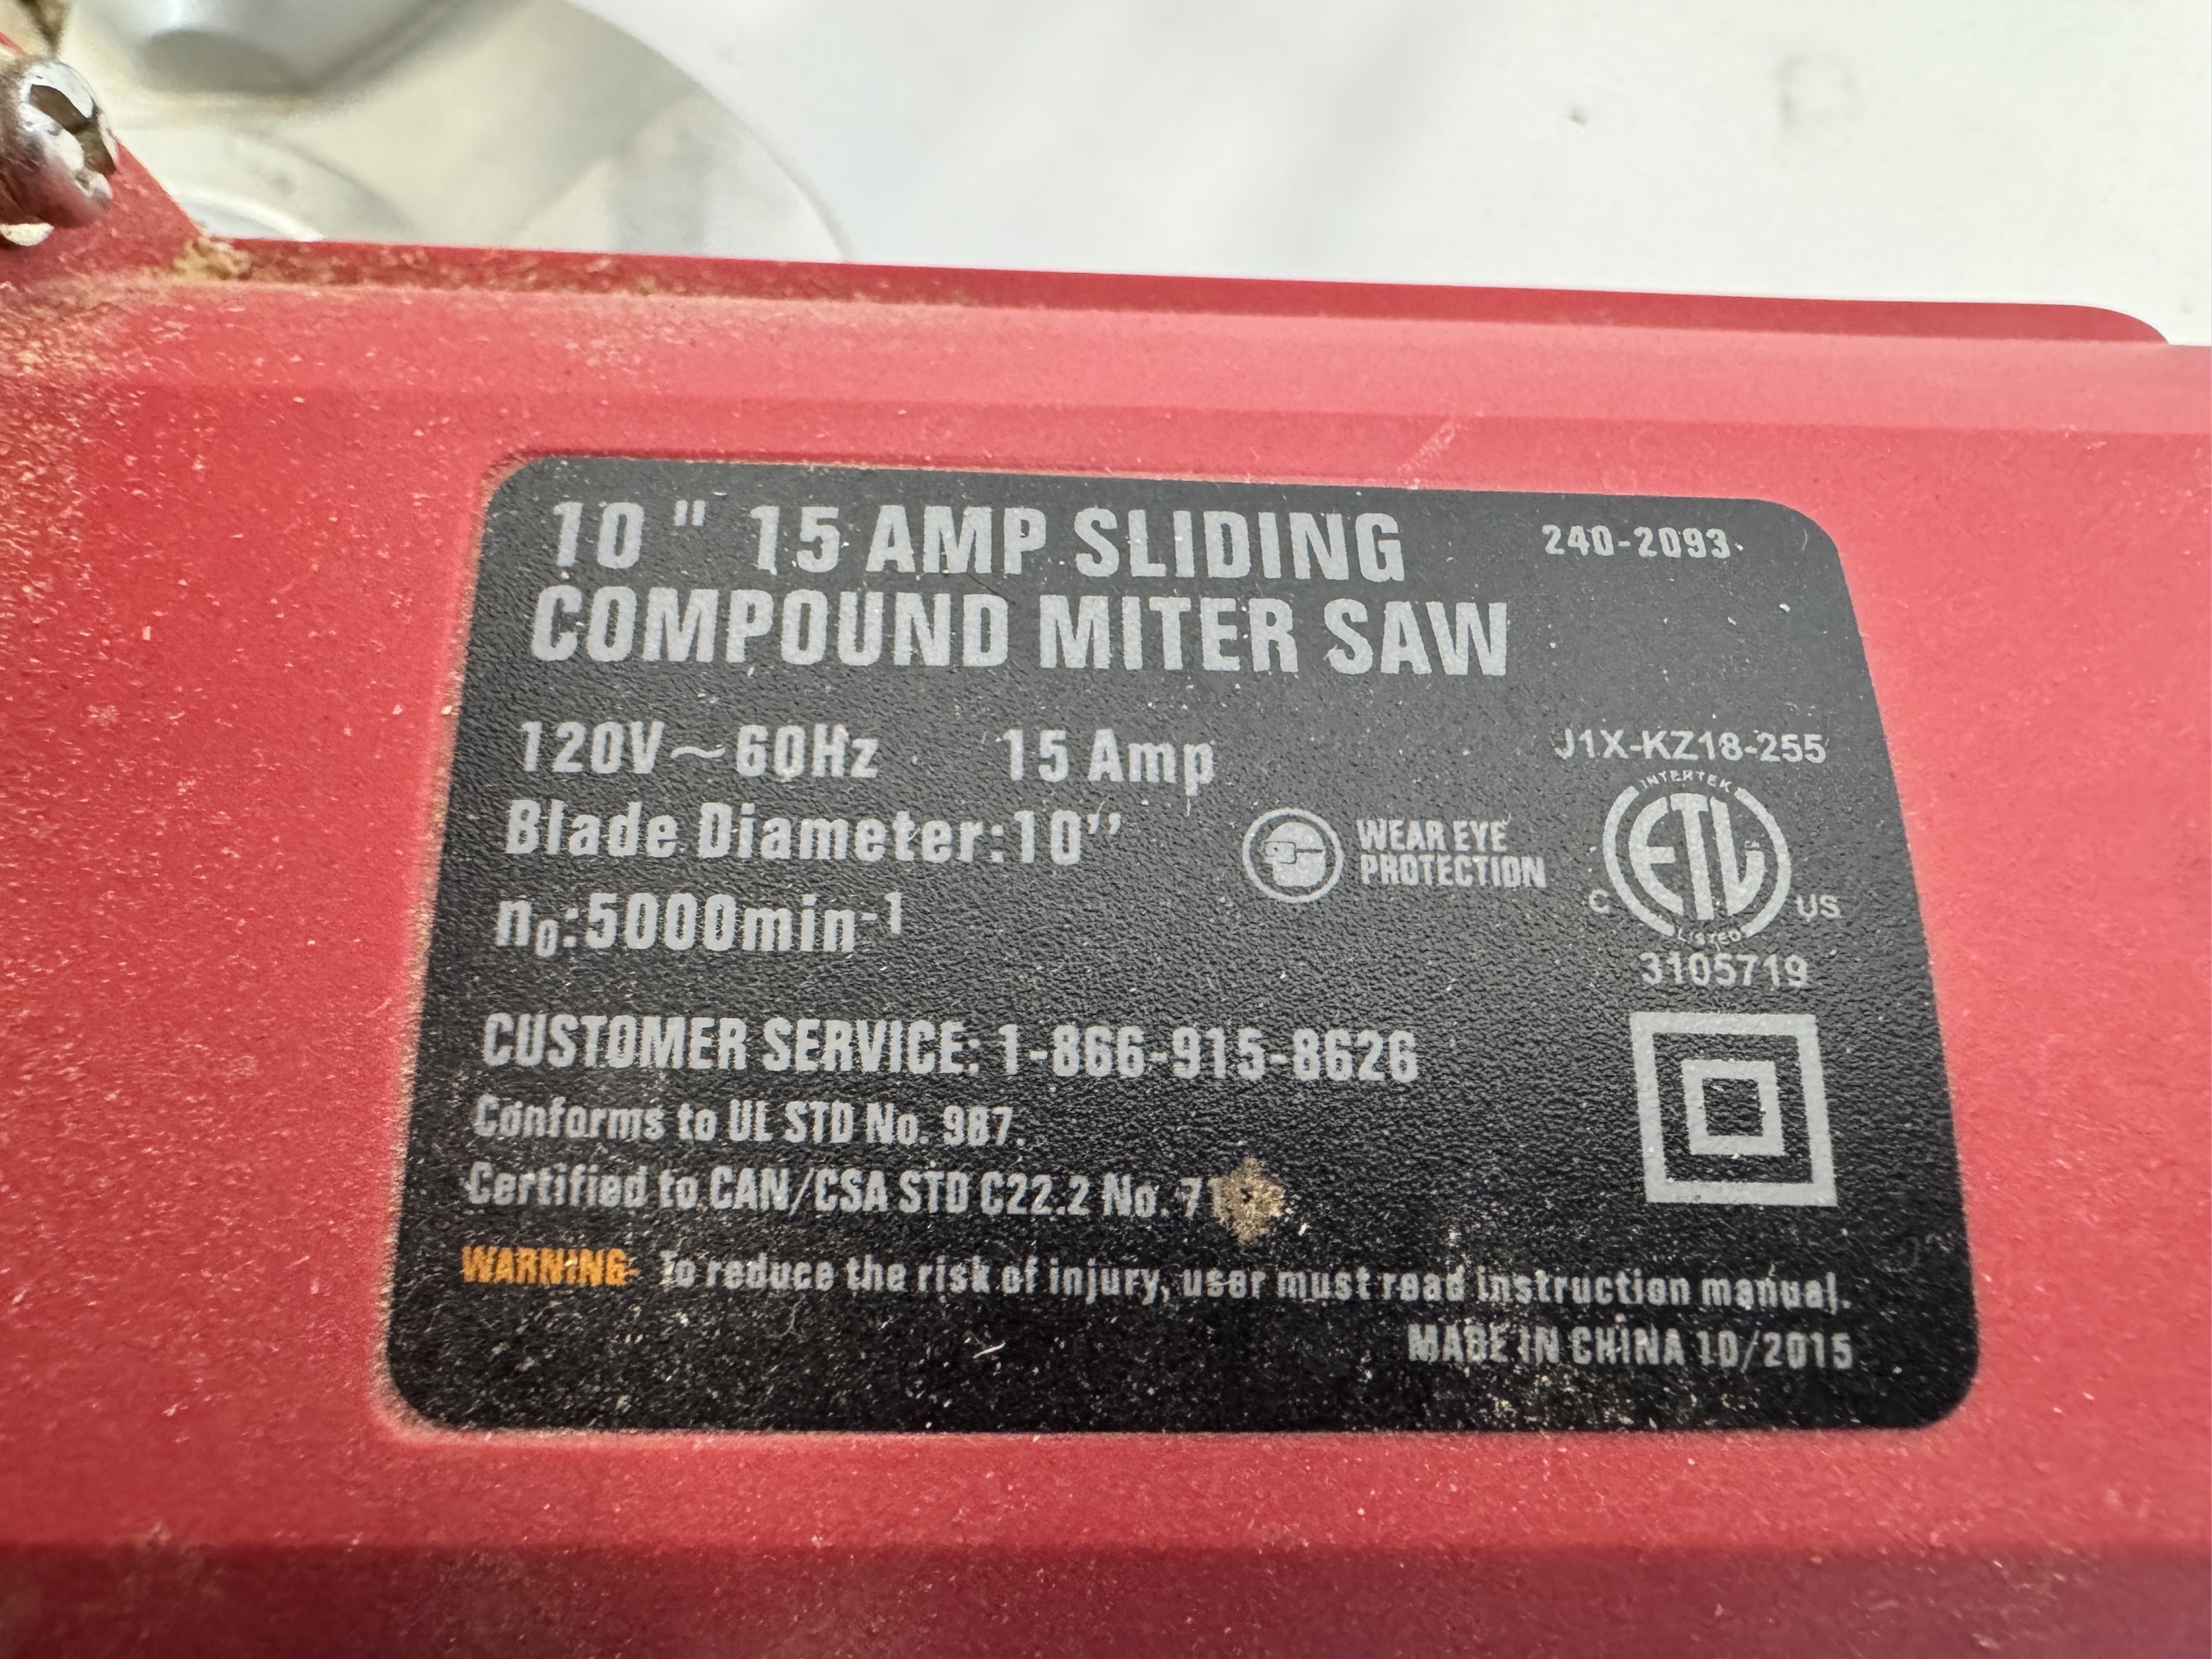 10 " 15 AMP SLIDING
COMPOUND MITER SAW
240-2093
120V~60Hz 15 Amp
Blade Diameter:10”
n₀:5000min⁻¹
WEAR EYE
PROTECTION
J1X-KZ18-255
INTERTEK
ETL
C US
LISTED
3105719
CUSTOMER SERVICE: 1-866-915-8626
Conforms to UL STD No. 987.
Certified to CAN/CSA STD C22.2 No.
WARNING- To reduce the risk of injury, user must read instruction manual.
MADE IN CHINA 10/2015